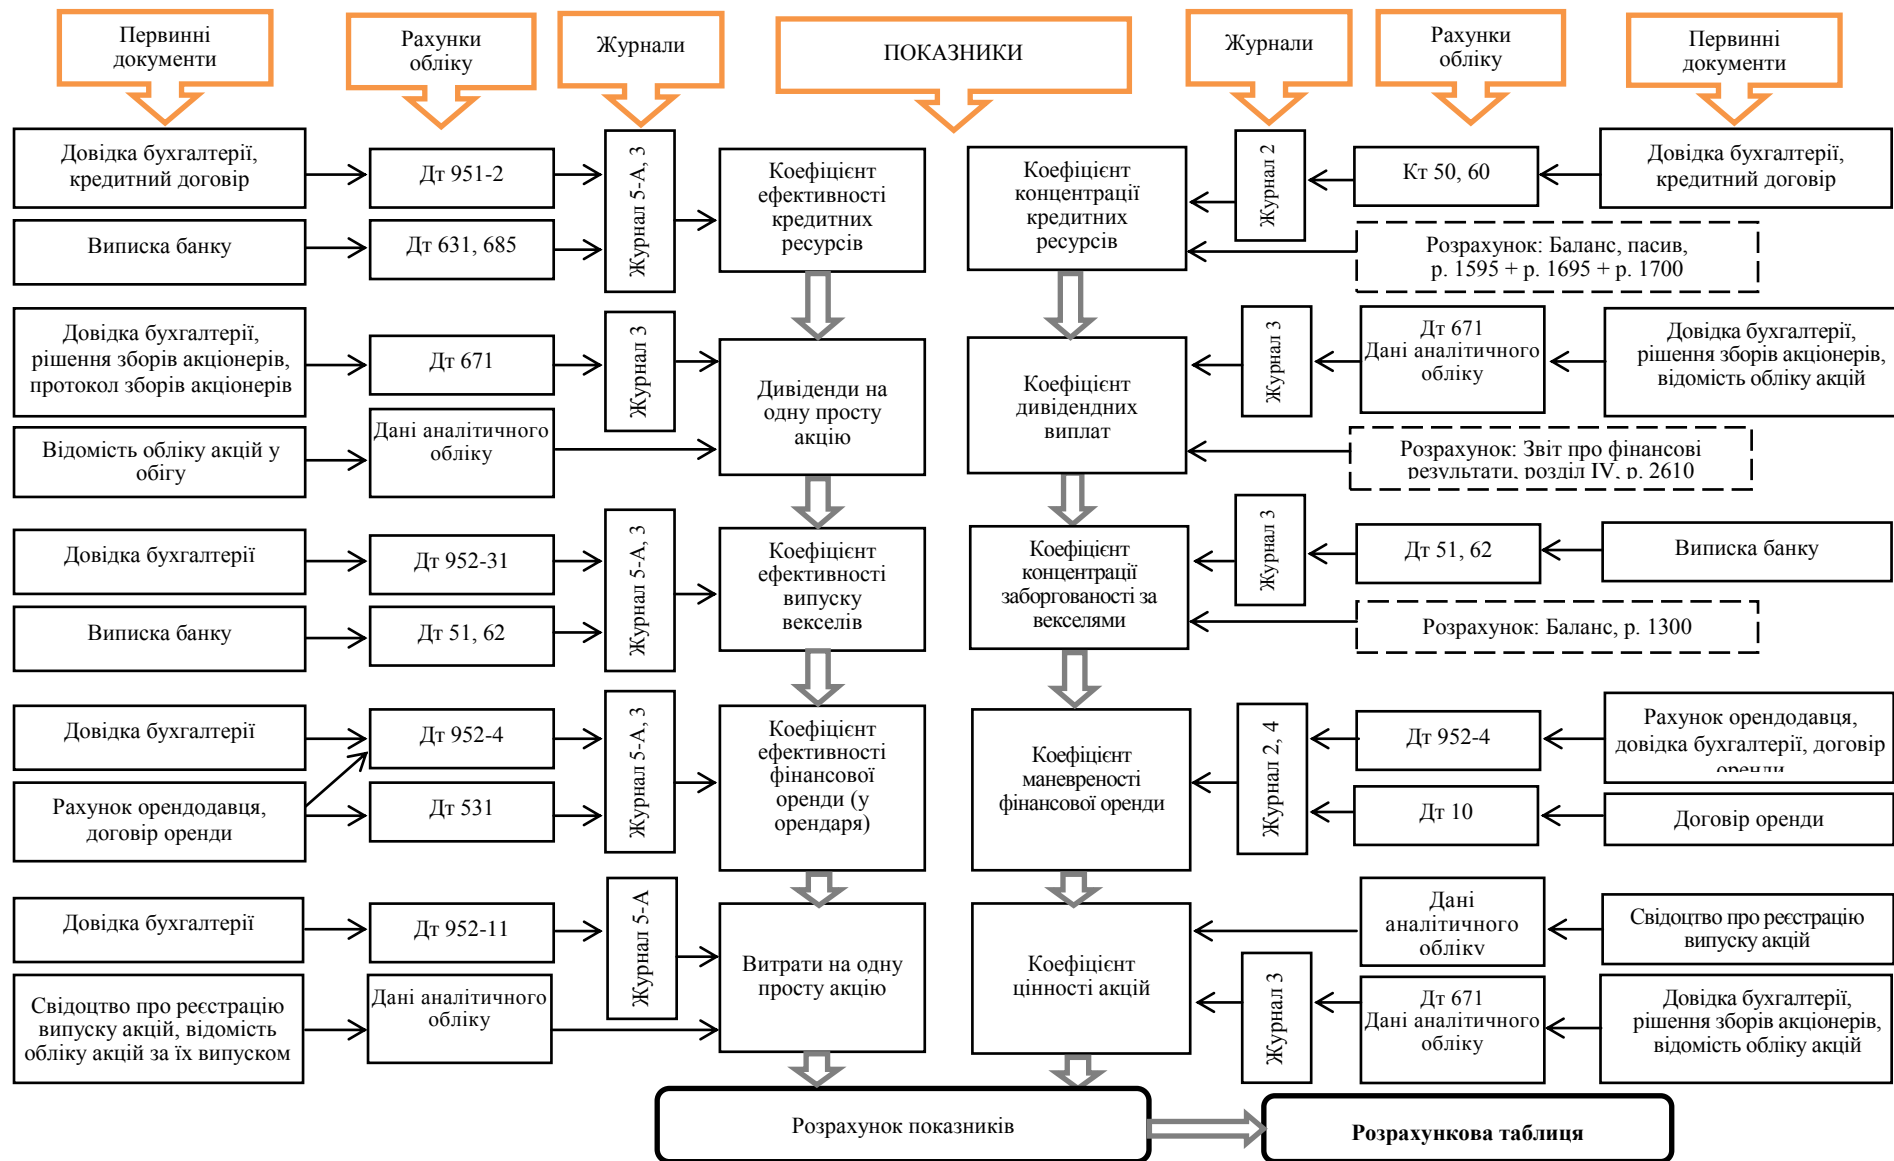 Первинні
документи
Рахунки
обліку
Журнали
ПОКАЗНИКИ
Журнали
Рахунки
обліку
Первинні
документи
Довідка бухгалтерії,
кредитний договір
Дт 951-2
Журнал 5-А, 3
Коефіцієнт
ефективності
кредитних
ресурсів
Виписка банку
Дт 631, 685
Коефіцієнт
концентрації
кредитних
ресурсів
Журнал 2
Кт 50, 60
Довідка бухгалтерії,
кредитний договір
Розрахунок: Баланс, пасив,
р. 1595 + р. 1695 + р. 1700
Довідка бухгалтерії,
рішення зборів акціонерів,
протокол зборів акціонерів
Дт 671
Журнал 3
Дивіденди на
одну просту
акцію
Відомість обліку акцій у
обігу
Дані аналітичного
обліку
Коефіцієнт
дивідендних
виплат
Журнал 3
Дт 671
Дані аналітичного
обліку
Довідка бухгалтерії,
рішення зборів акціонерів,
відомість обліку акцій
Розрахунок: Звіт про фінансові
результати, розділ IV, р. 2610
Довідка бухгалтерії
Дт 952-31
Журнал 5-А, 3
Коефіцієнт
ефективності
випуску
векселів
Виписка банку
Дт 51, 62
Коефіцієнт
концентрації
заборгованості за
векселями
Журнал 3
Дт 51, 62
Виписка банку
Розрахунок: Баланс, р. 1300
Довідка бухгалтерії
Дт 952-4
Журнал 5-А, 3
Коефіцієнт
ефективності
фінансової
оренди (у
орендаря)
Рахунок орендодавця,
договір оренди
Дт 531
Коефіцієнт
маневреності
фінансової оренди
Журнал 2, 4
Дт 952-4
Рахунок орендодавця,
довідка бухгалтерії, договір
оренди
Дт 10
Договір оренди
Довідка бухгалтерії
Дт 952-11
Журнал 5-А
Витрати на одну
просту акцію
Свідоцтво про реєстрацію
випуску акцій, відомість
обліку акцій за їх випуском
Дані аналітичного
обліку
Коефіцієнт
цінності акцій
Дані
аналітичного
обліку
Свідоцтво про реєстрацію
випуску акцій
Журнал 3
Дт 671
Дані аналітичного
обліку
Довідка бухгалтерії,
рішення зборів акціонерів,
відомість обліку акцій
Розрахунок показників
Розрахункова таблиця